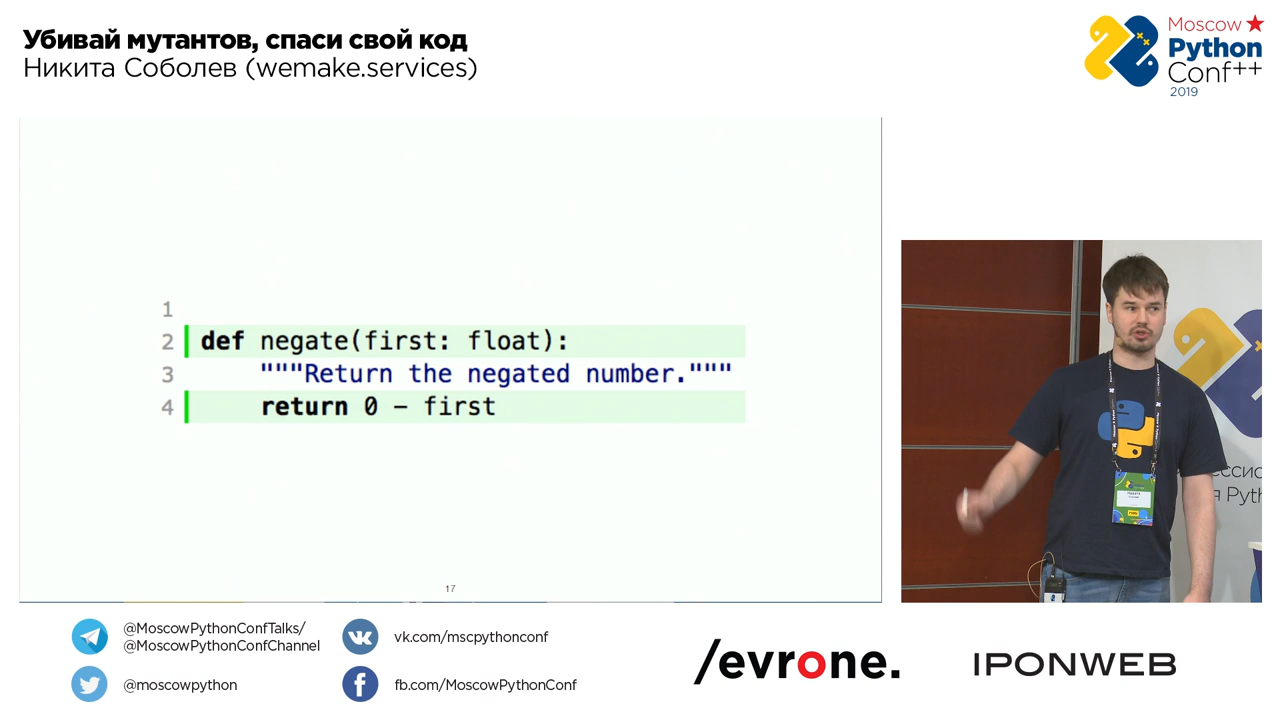 Убивай мутантов, спаси свой код
Никита Соболев (wemake.services)
Moscow
Python
Conf++
2019
1
2 def negate(first: float):
3 """Return the negated number."""
4 return 0 - first
17
@MoscowPythonConfTalks/
@MoscowPythonConfChannel
vk.com/mscpythonconf
@moscowpython
fb.com/MoscowPythonConf
/evrone.
IPONWEB